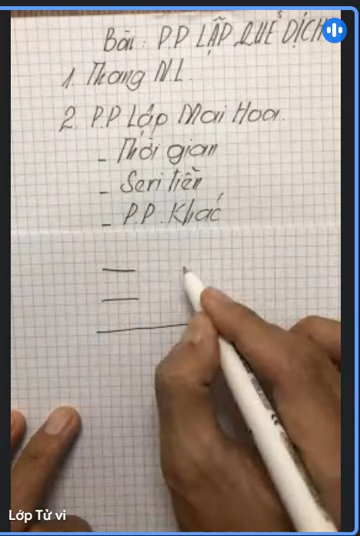 Bài: P.P LẬP QUẺ DỊCH
1. Thang N.L.
2. P.P Lập Mai Hoa.
- Thời gian
- Seri tiền
- P.P. Khác
Lớp Tử vi